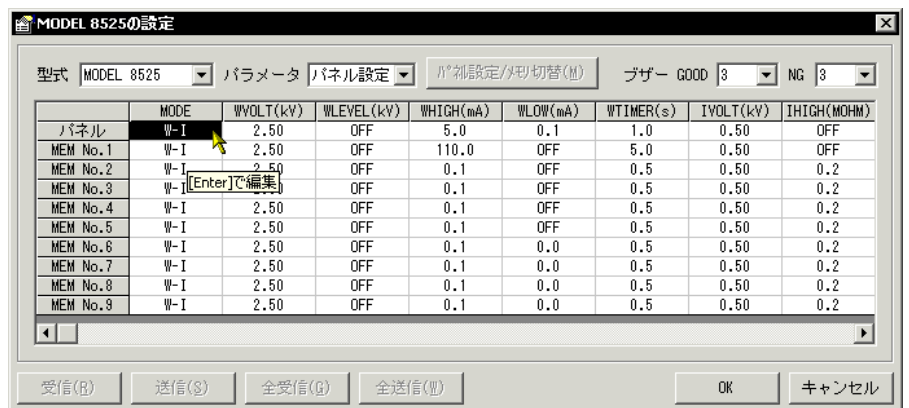 MODEL 8525の設定
型式 MODEL 8525 パラメータ パネル設定 ﾊﾟﾈﾙ設定/ﾒﾓﾘ切替(M) ブザー GOOD 3 NG 3
MODE WVOLT(kV) WLEVEL(kV) WHIGH(mA) WLOW(mA) WTIMER(s) IVOLT(kV) IHIGH(MOHM)
パネル W-I 2.50 OFF 5.0 0.1 1.0 0.50 OFF
MEM No.1 W-I 2.50 OFF 110.0 OFF 5.0 0.50 OFF
MEM No.2 W-I 2.50 OFF 0.1 OFF 0.5 0.50 0.2
[Enter]で編集
MEM No.3 W-I OFF 0.1 OFF 0.5 0.50 0.2
MEM No.4 W-I 2.50 OFF 0.1 OFF 0.5 0.50 0.2
MEM No.5 W-I 2.50 OFF 0.1 OFF 0.5 0.50 0.2
MEM No.6 W-I 2.50 OFF 0.1 0.0 0.5 0.50 0.2
MEM No.7 W-I 2.50 OFF 0.1 0.0 0.5 0.50 0.2
MEM No.8 W-I 2.50 OFF 0.1 0.0 0.5 0.50 0.2
MEM No.9 W-I 2.50 OFF 0.1 0.0 0.5 0.50 0.2
受信(R) 送信(S) 全受信(G) 全送信(W) OK キャンセル